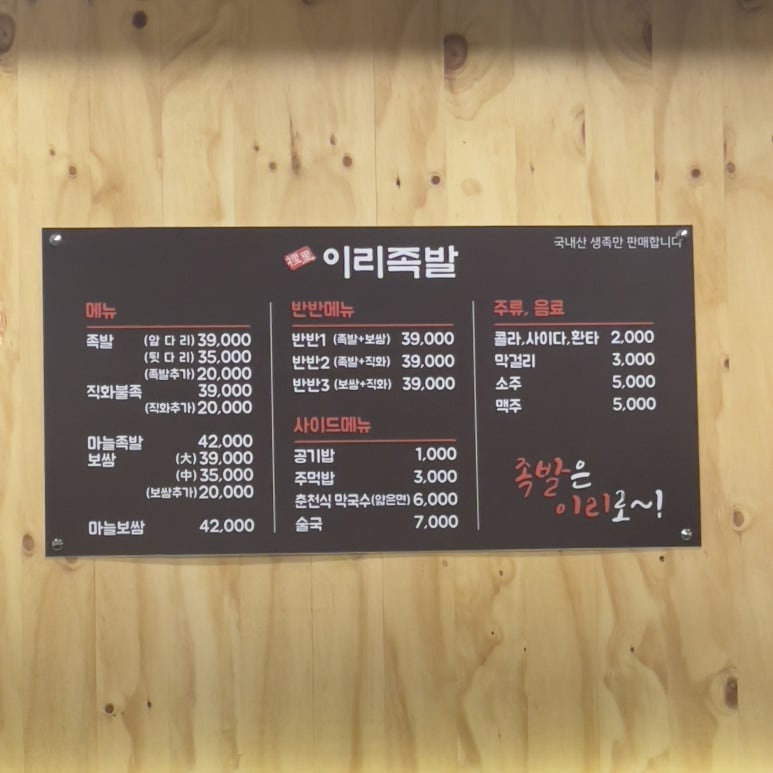 국내산 생족만 판매합니다
裡里 이리족발
메뉴
족발 (암 다 리) 39,000
(뒷 다 리) 35,000
(족발추가) 20,000
직화불족 39,000
(직화추가) 20,000
마늘족발 42,000
보쌈 (大) 39,000
(中) 35,000
(보쌈추가) 20,000
마늘보쌈 42,000
반반메뉴
반반1 (족발+보쌈) 39,000
반반2 (족발+직화) 39,000
반반3 (보쌈+직화) 39,000
사이드메뉴
공기밥 1,000
주먹밥 3,000
춘천식 막국수(얇은면) 6,000
술국 7,000
주류, 음료
콜라,사이다,환타 2,000
막걸리 3,000
소주 5,000
맥주 5,000
족발은
이리로~!